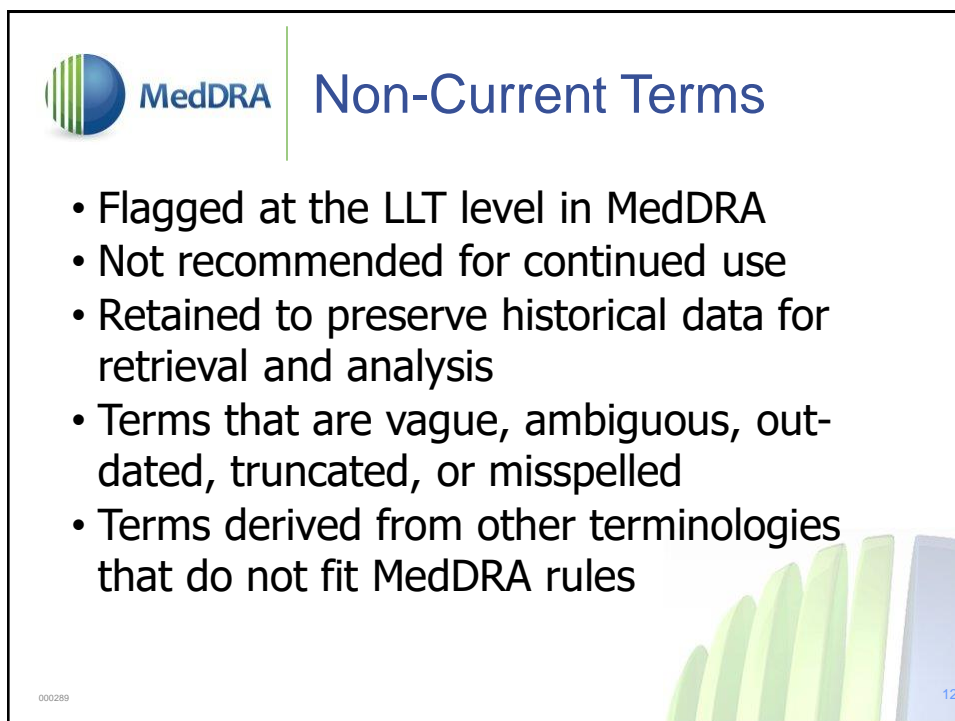 MedDRA
Non-Current Terms
• Flagged at the LLT level in MedDRA
• Not recommended for continued use
• Retained to preserve historical data for
retrieval and analysis
• Terms that are vague, ambiguous, out-
dated, truncated, or misspelled
• Terms derived from other terminologies
that do not fit MedDRA rules
000289
12